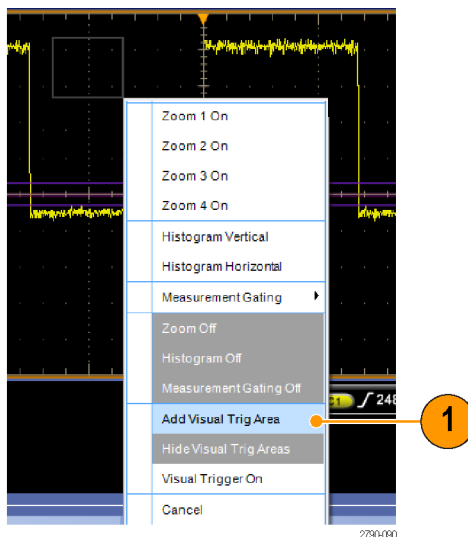 Zoom 1 On
Zoom 2 On
Zoom 3 On
Zoom 4 On
Histogram Vertical
Histogram Horizontal
Measurement Gating
Zoom Off
Histogram Off
Measurement Gating Off
C1 248
Add Visual Trig Area
1
Hide Visual Trig Areas
Visual Trigger On
Cancel
2790-090